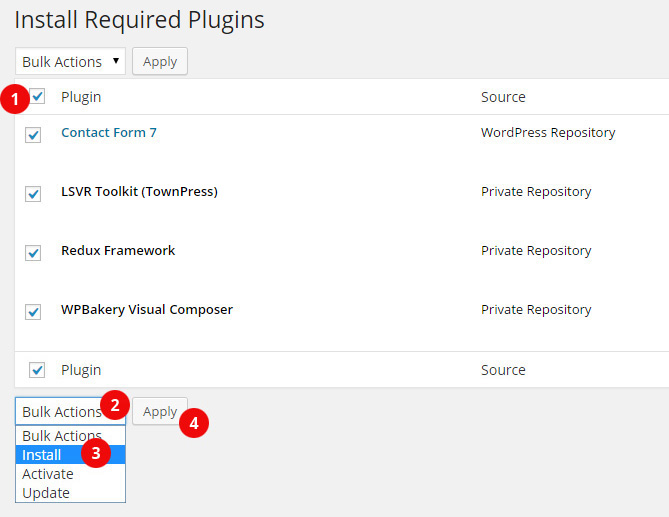 Install Required Plugins
Bulk Actions Apply
1 Plugin Source
Contact Form 7 WordPress Repository
LSVR Toolkit (TownPress) Private Repository
Redux Framework Private Repository
WPBakery Visual Composer Private Repository
Plugin Source
Bulk Actions 2 Apply 4
Bulk Actions
Install 3
Activate
Update